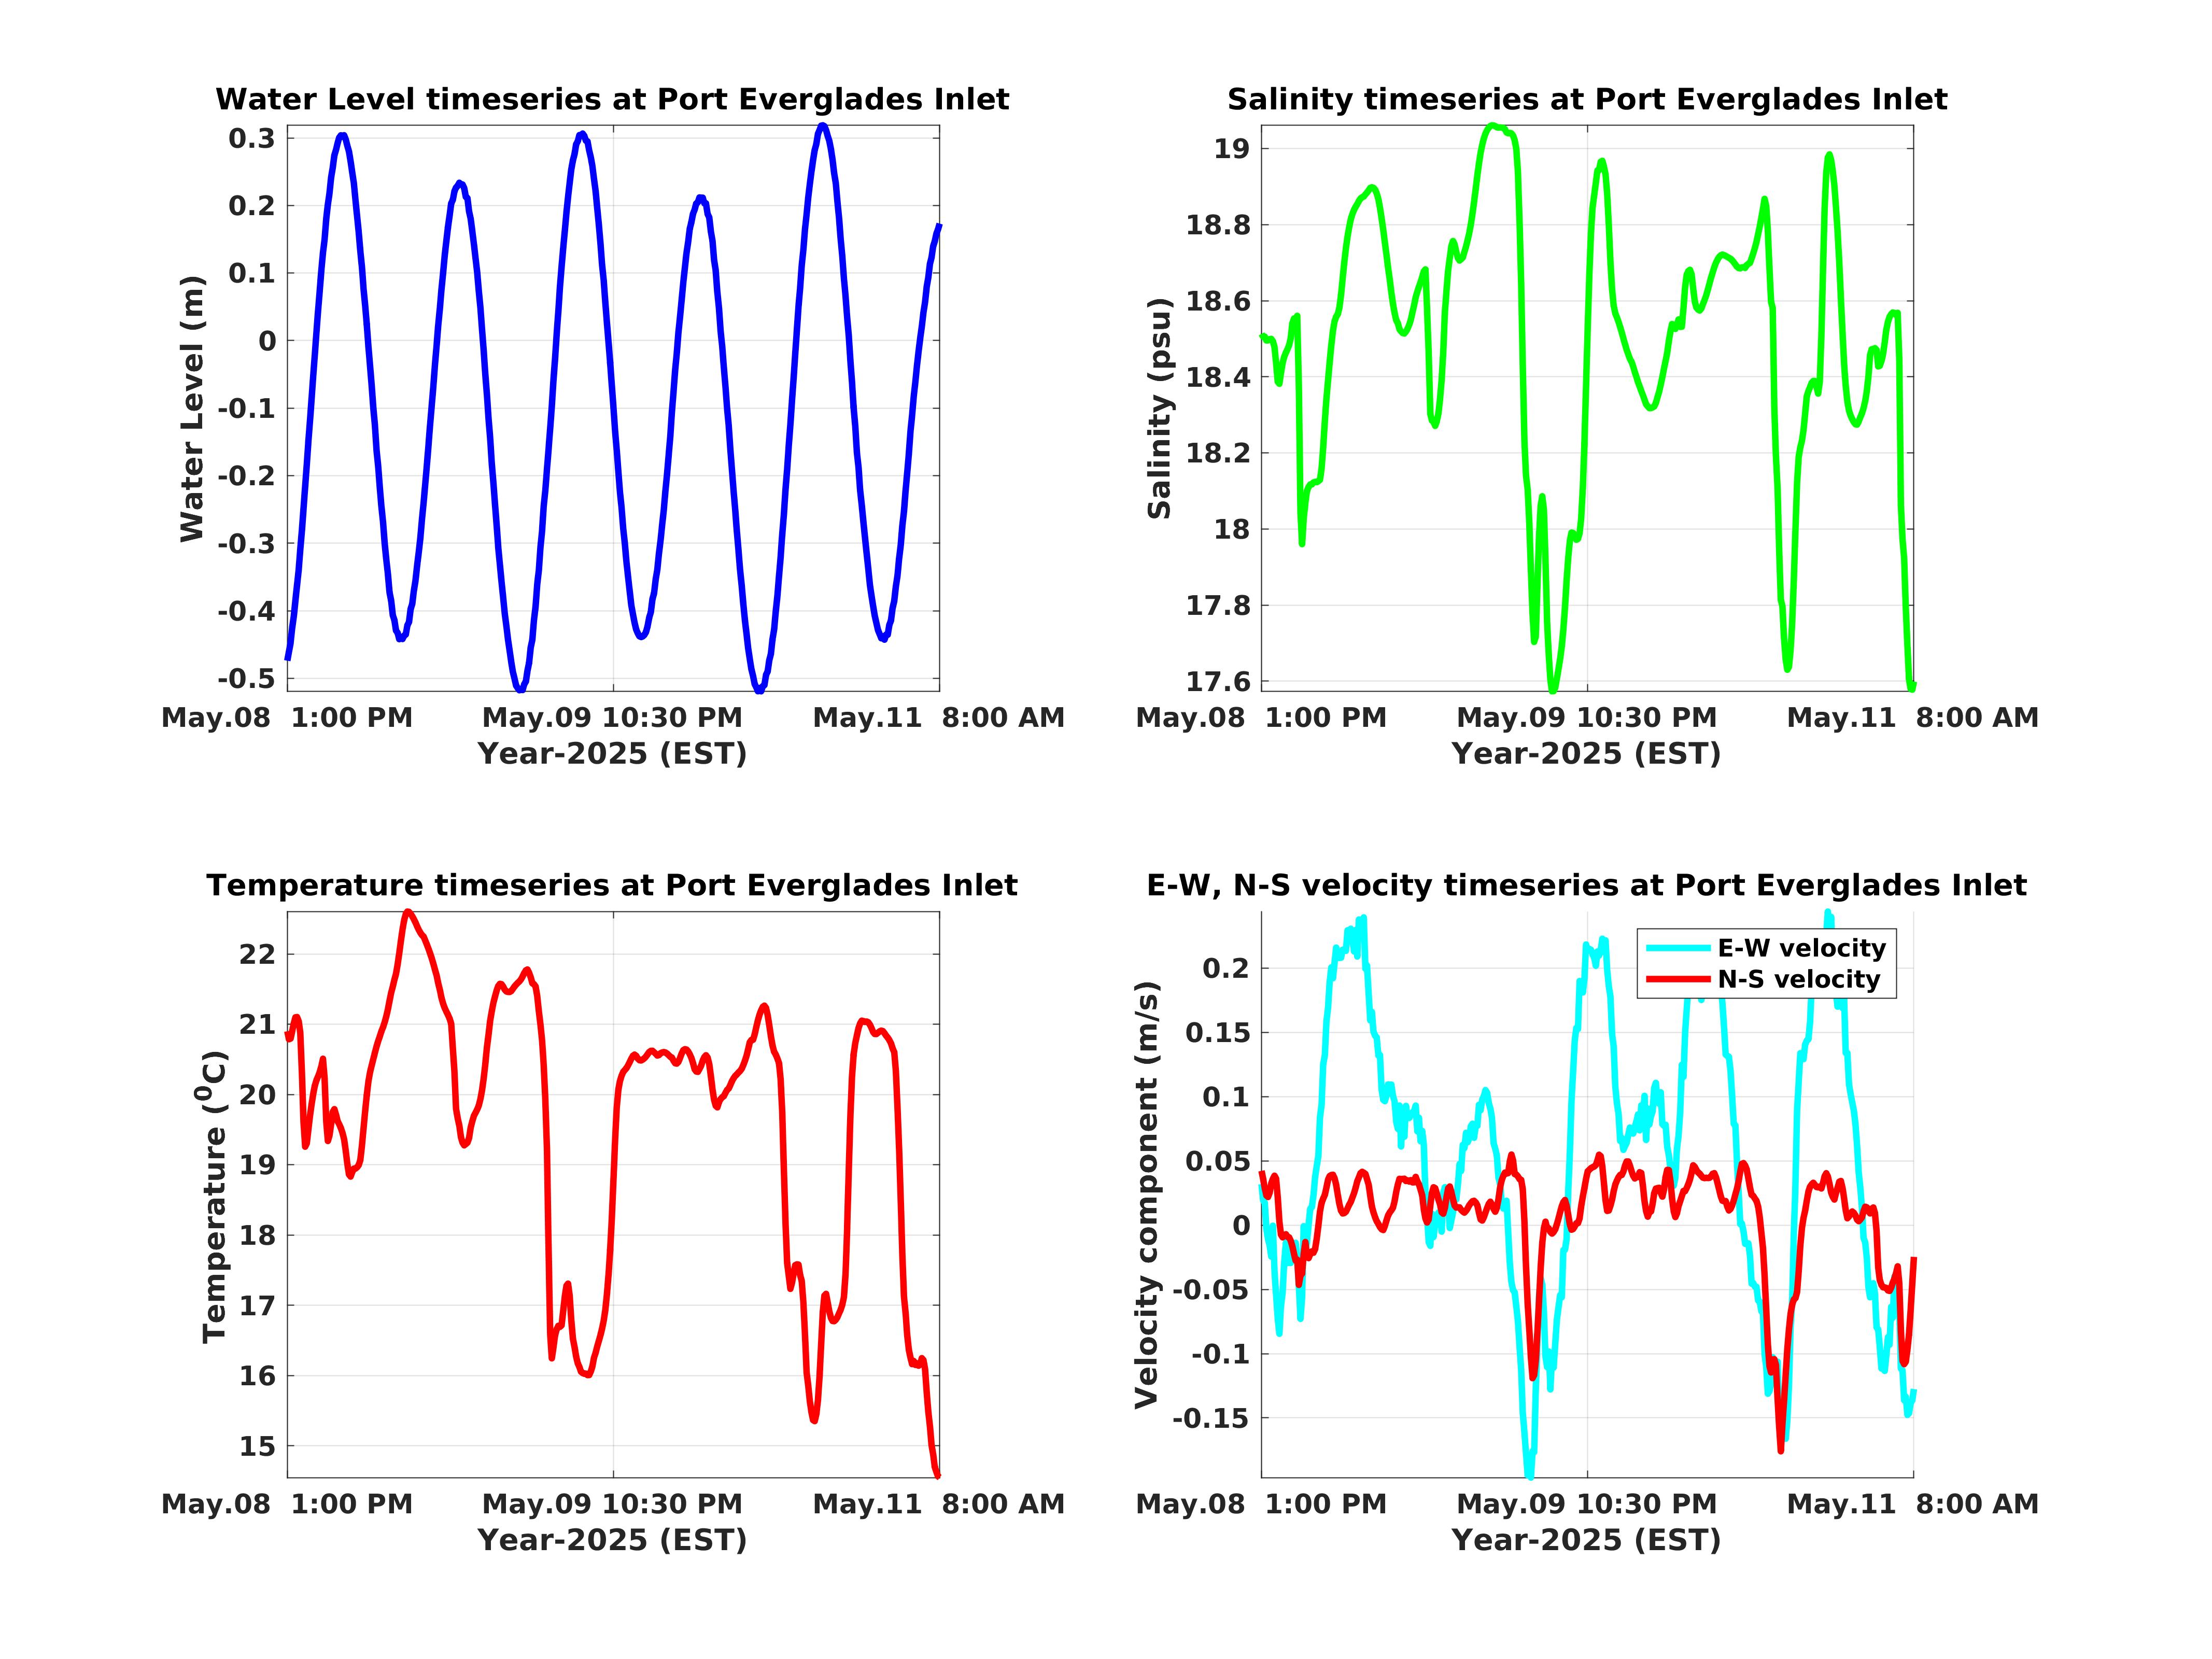 Water Level timeseries at Port Everglades Inlet
Water Level (m)
0.3
0.2
0.1
0
-0.1
-0.2
-0.3
-0.4
-0.5
May.08 1:00 PM May.09 10:30 PM May.11 8:00 AM
Year-2025 (EST)
Salinity timeseries at Port Everglades Inlet
Salinity (psu)
19
18.8
18.6
18.4
18.2
18
17.8
17.6
May.08 1:00 PM May.09 10:30 PM May.11 8:00 AM
Year-2025 (EST)
Temperature timeseries at Port Everglades Inlet
Temperature (⁰C)
22
21
20
19
18
17
16
15
May.08 1:00 PM May.09 10:30 PM May.11 8:00 AM
Year-2025 (EST)
E-W, N-S velocity timeseries at Port Everglades Inlet
E-W velocity
N-S velocity
Velocity component (m/s)
0.2
0.15
0.1
0.05
0
-0.05
-0.1
-0.15
May.08 1:00 PM May.09 10:30 PM May.11 8:00 AM
Year-2025 (EST)